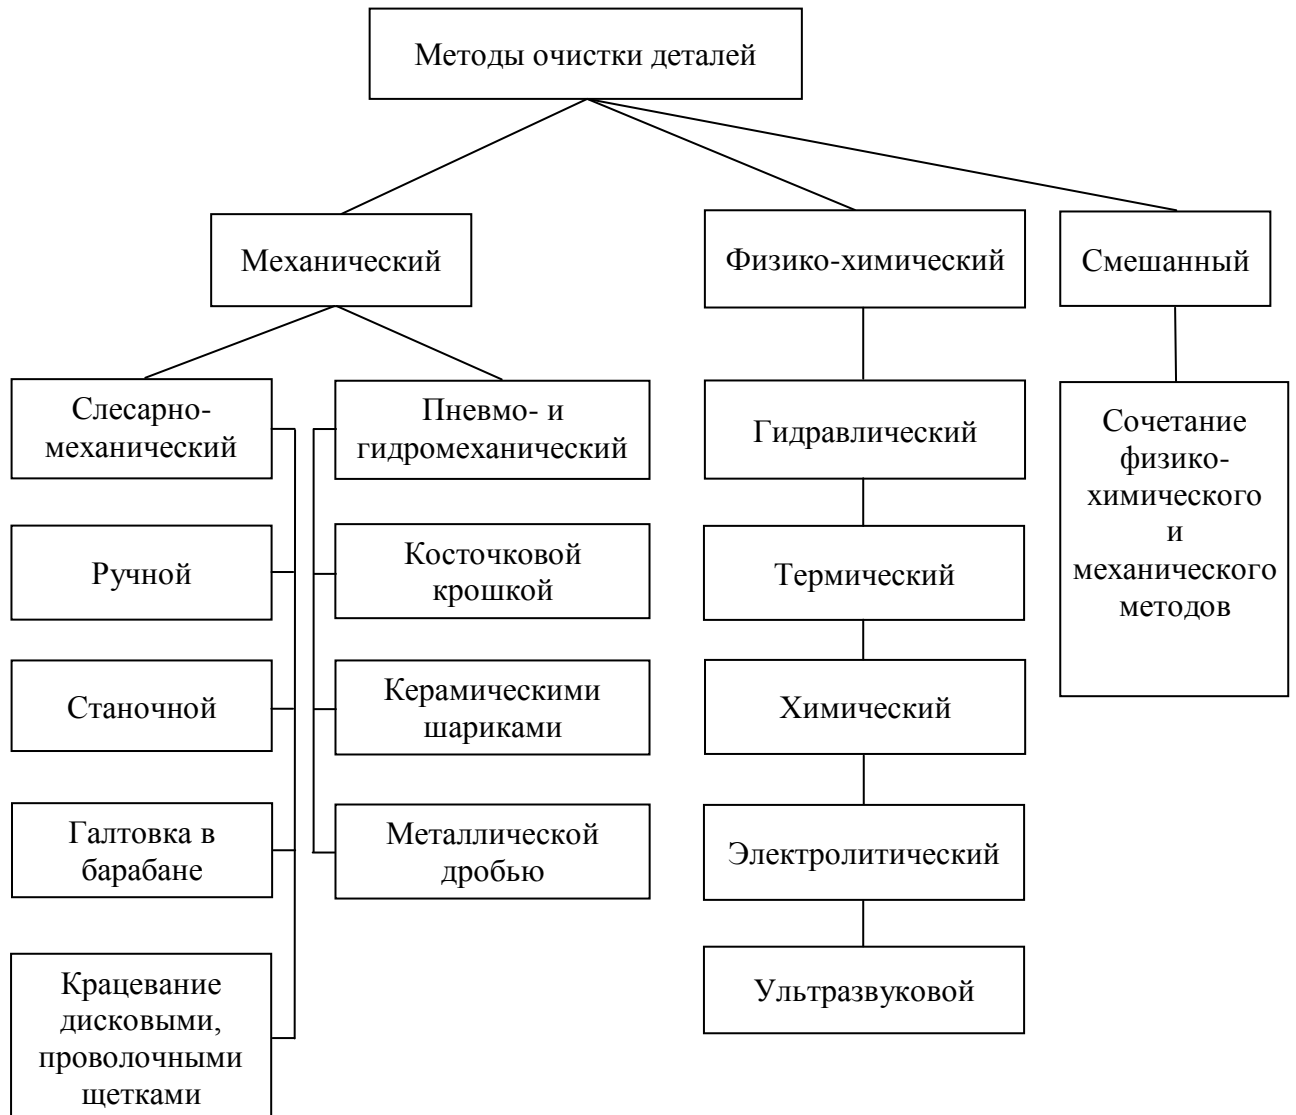 Методы очистки деталей
Механический
Физико-химический
Смешанный
Слесарно-
механический
Пневмо- и
гидромеханический
Гидравлический
Сочетание
физико-
химического
и
механического
методов
Ручной
Косточковой
крошкой
Термический
Станочной
Керамическими
шариками
Химический
Галтовка в
барабане
Металлической
дробью
Электролитический
Крацевание
дисковыми,
проволочными
щетками
Ультразвуковой